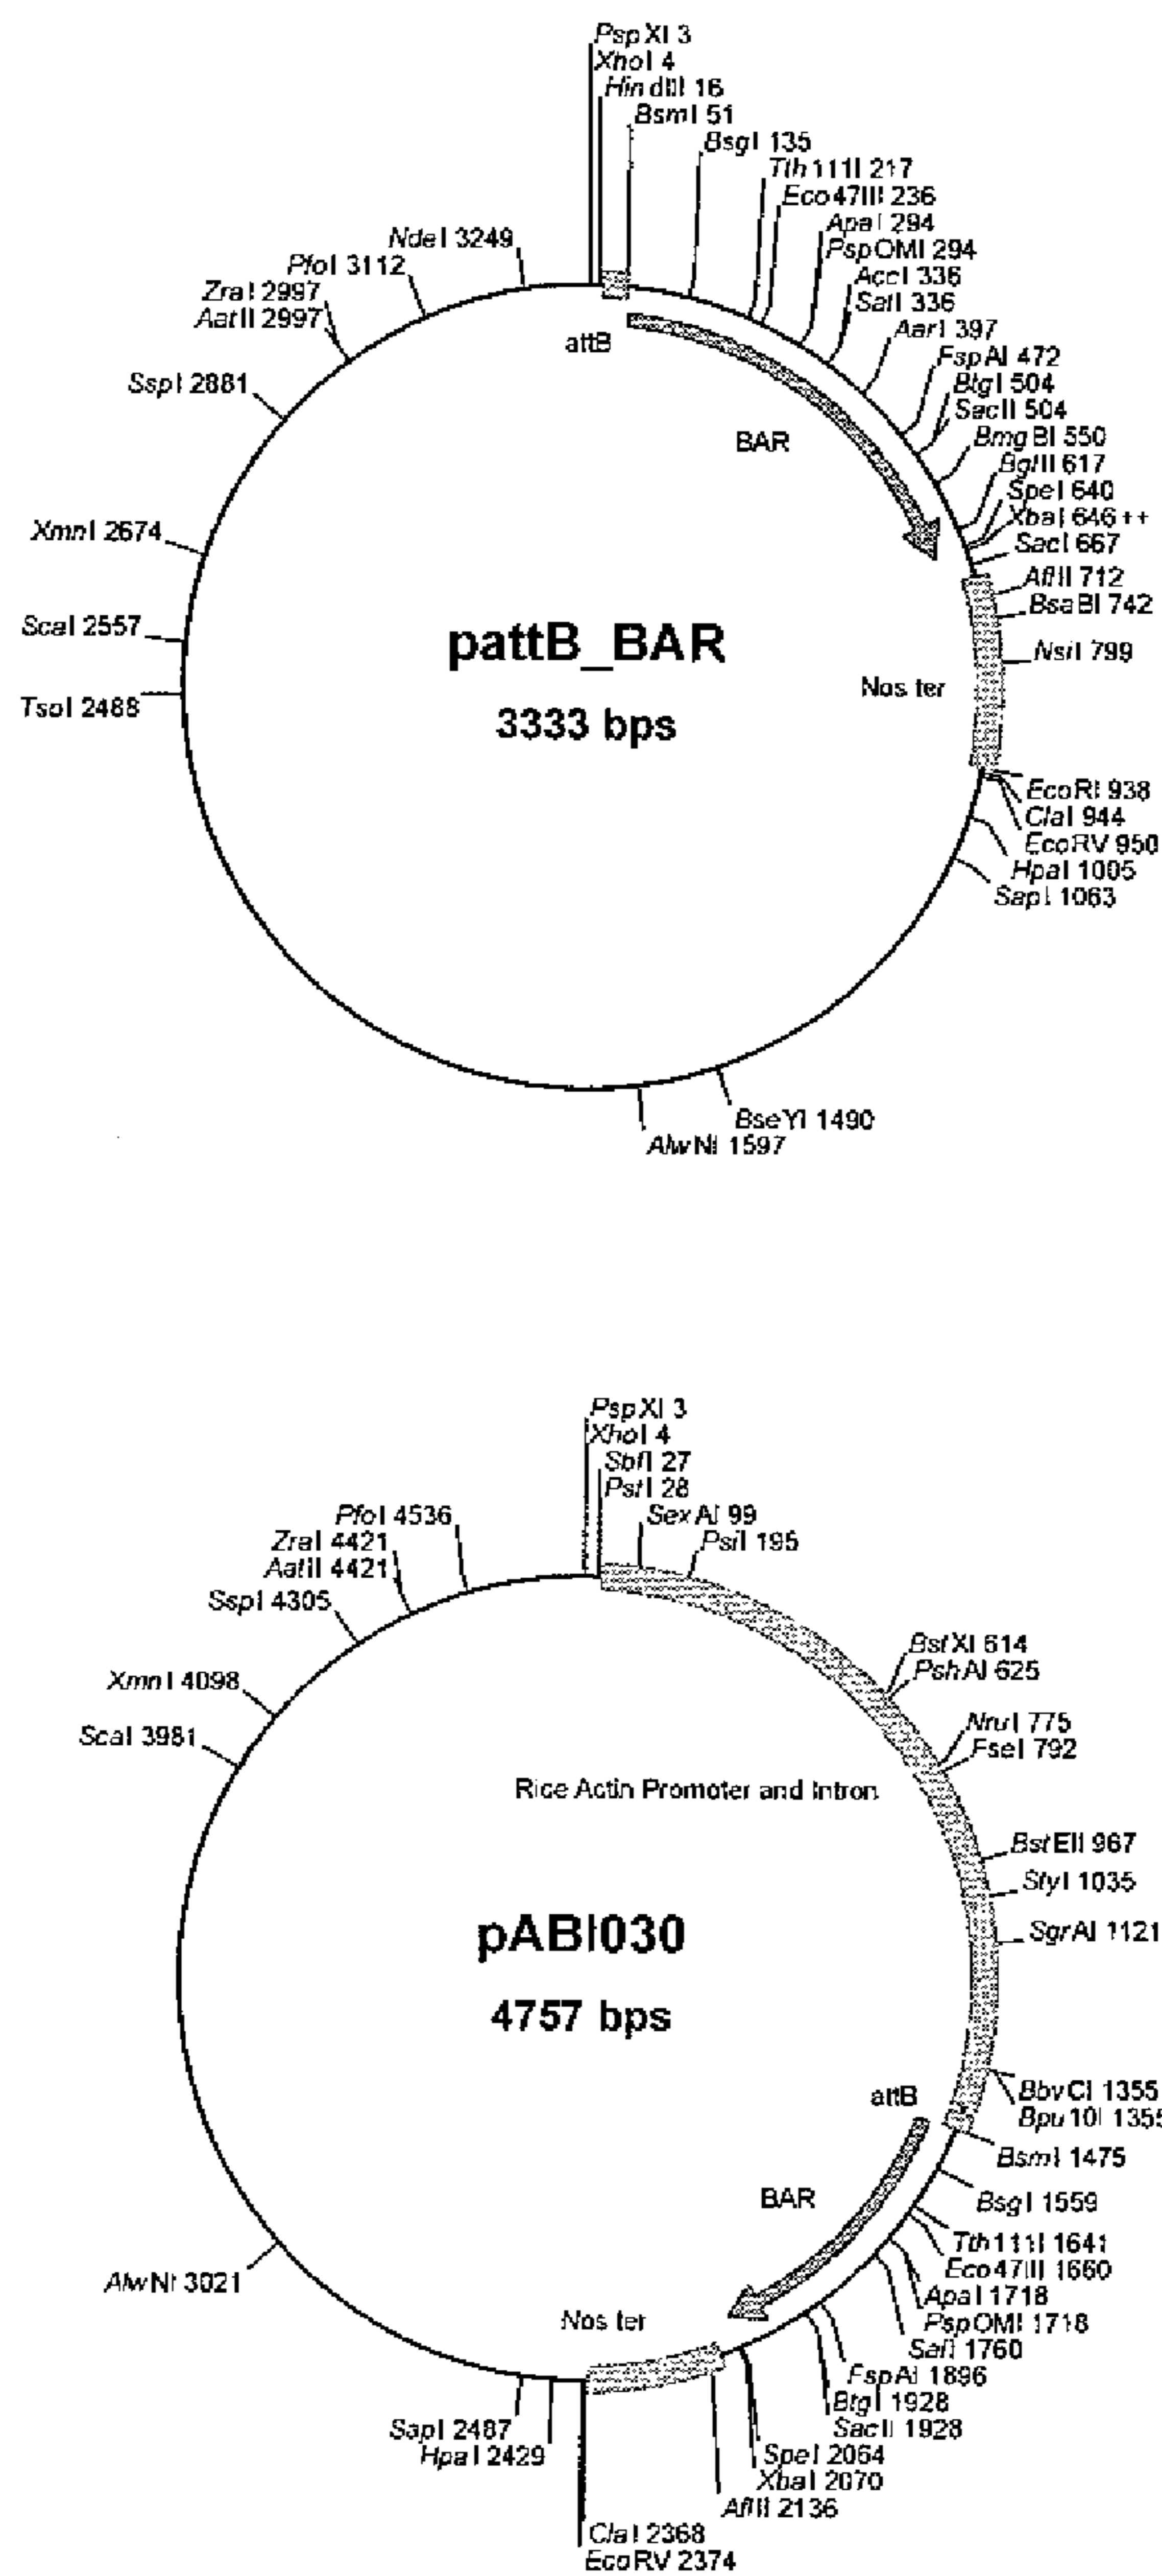 PspXI 3
XhoI 4
HindIII 16
BsmI 51
BsgI 135
Tth111I 217
Eco47III 236
ApaI 294
PspOMI 294
AccI 336
SalI 336
AarI 397
FspAI 472
BtgI 504
SacII 504
BmgBI 550
BglII 617
SpeI 640
XbaI 646 ++
SacI 667
AflII 712
BsaBI 742
NsiI 799
EcoRI 938
ClaI 944
EcoRV 950
HpaI 1005
SapI 1063
BseYI 1490
AlwNI 1597
TsoI 2488
ScaI 2557
XmnI 2674
SspI 2881
AatII 2997
ZraI 2997
PfoI 3112
NdeI 3249
attB
BAR
Nos ter
pattB_BAR
3333 bps
PspXI 3
XhoI 4
SbfI 27
PstI 28
SexAI 99
PsiI 195
BstXI 614
PshAI 625
NruI 775
FseI 792
BstEII 967
StyI 1035
SgrAI 1121
BbvCI 1355
Bpu10I 1355
BsmI 1475
BsgI 1559
Tth111I 1641
Eco47III 1660
ApaI 1718
PspOMI 1718
SalI 1760
FspAI 1896
BtgI 1928
SacII 1928
SpeI 2064
XbaI 2070
AflII 2136
ClaI 2368
EcoRV 2374
HpaI 2429
SapI 2487
AlwNI 3021
ScaI 3981
XmnI 4098
SspI 4305
AatII 4421
ZraI 4421
PfoI 4536
Rice Actin Promoter and Intron
pABI030
4757 bps
attB
BAR
Nos ter